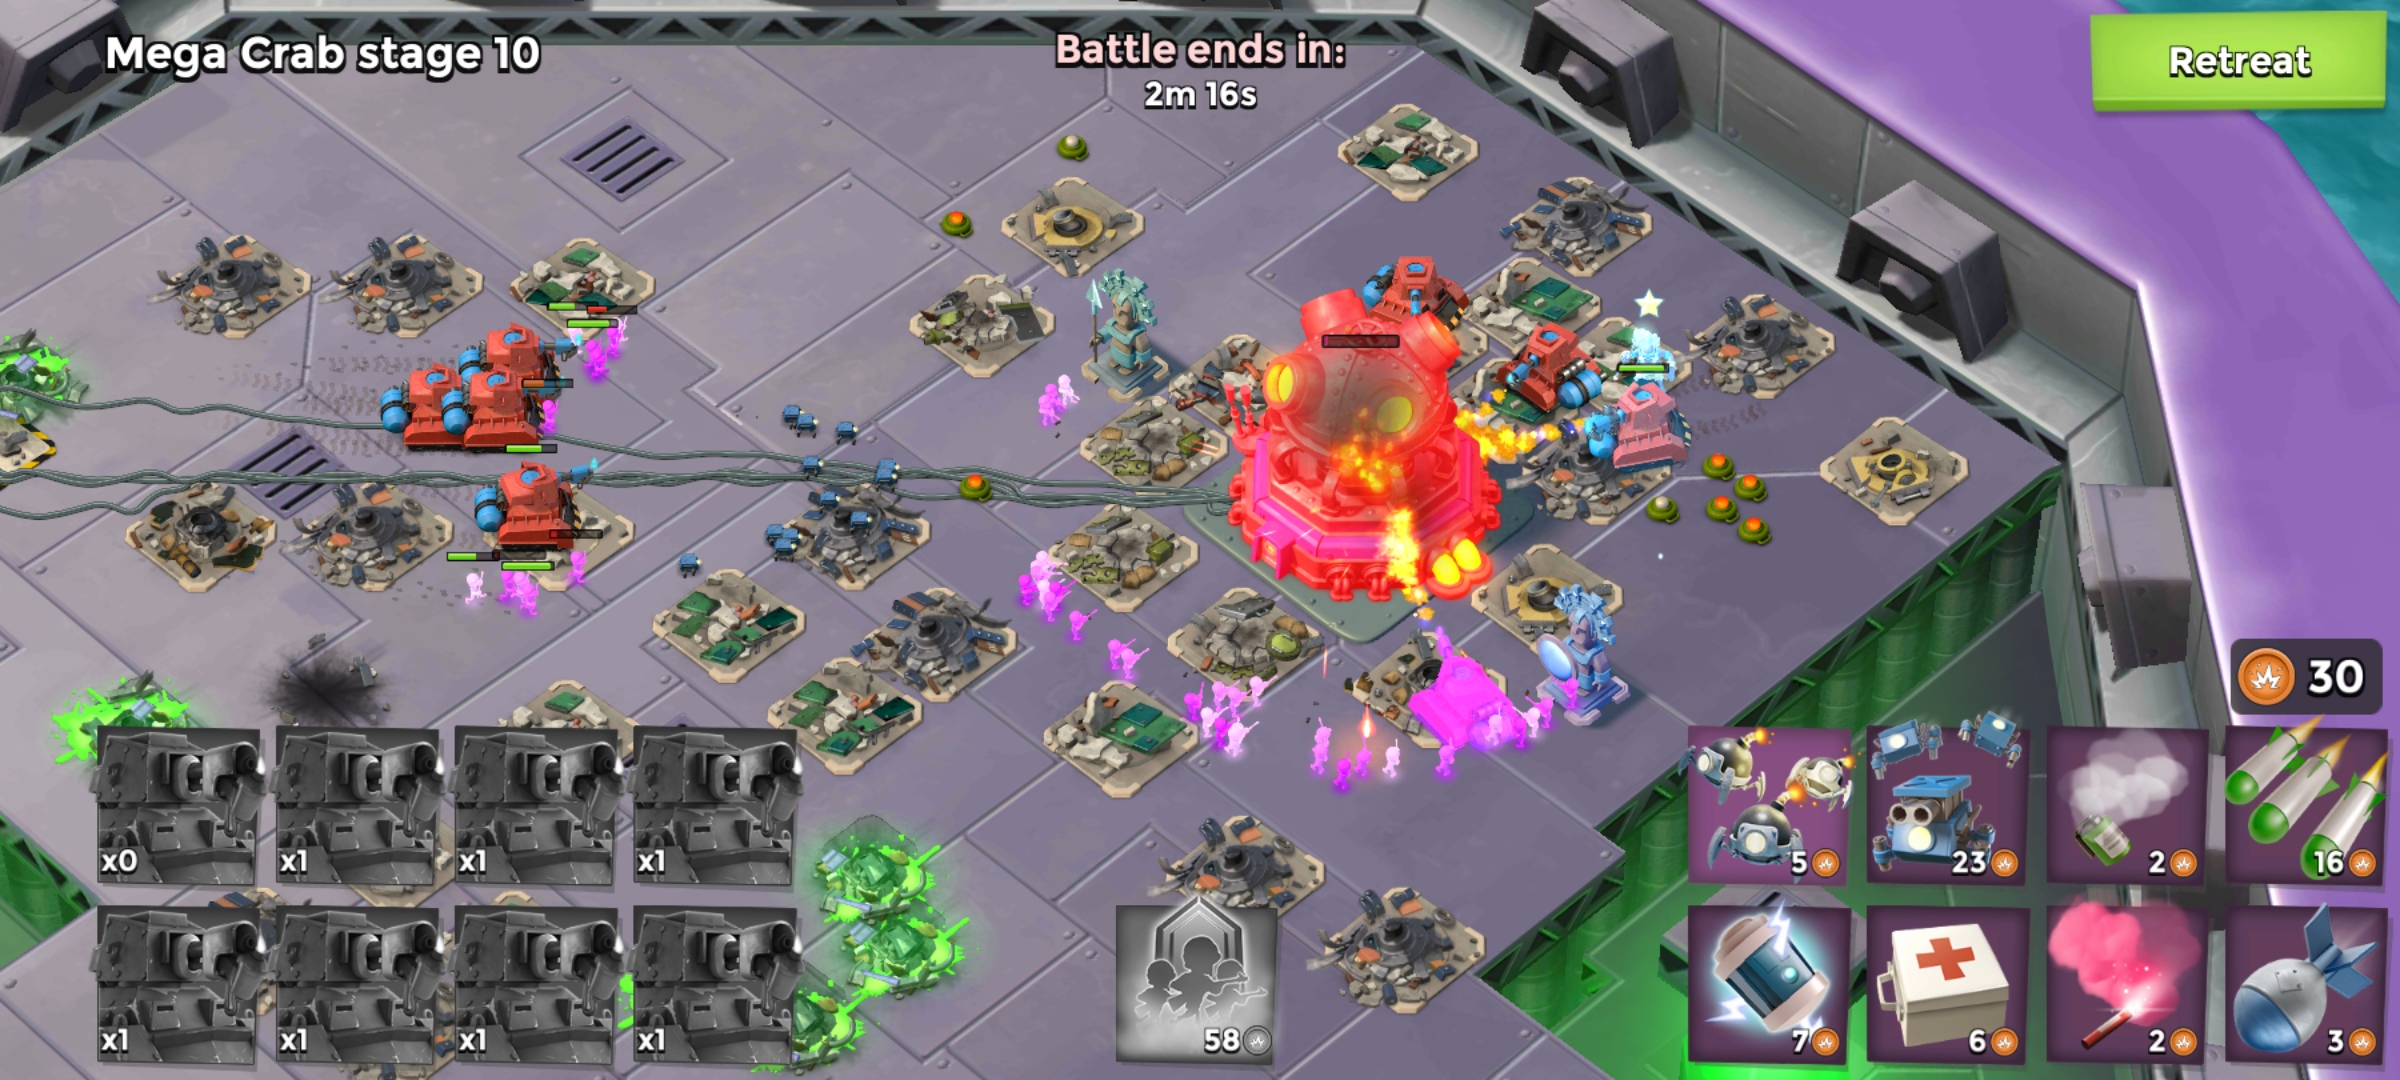 Mega Crab stage 10
Battle ends in:
2m 16s
Retreat
30
x0
x1
x1
x1
5
23
2
16
x1
x1
x1
x1
58
7
6
2
3